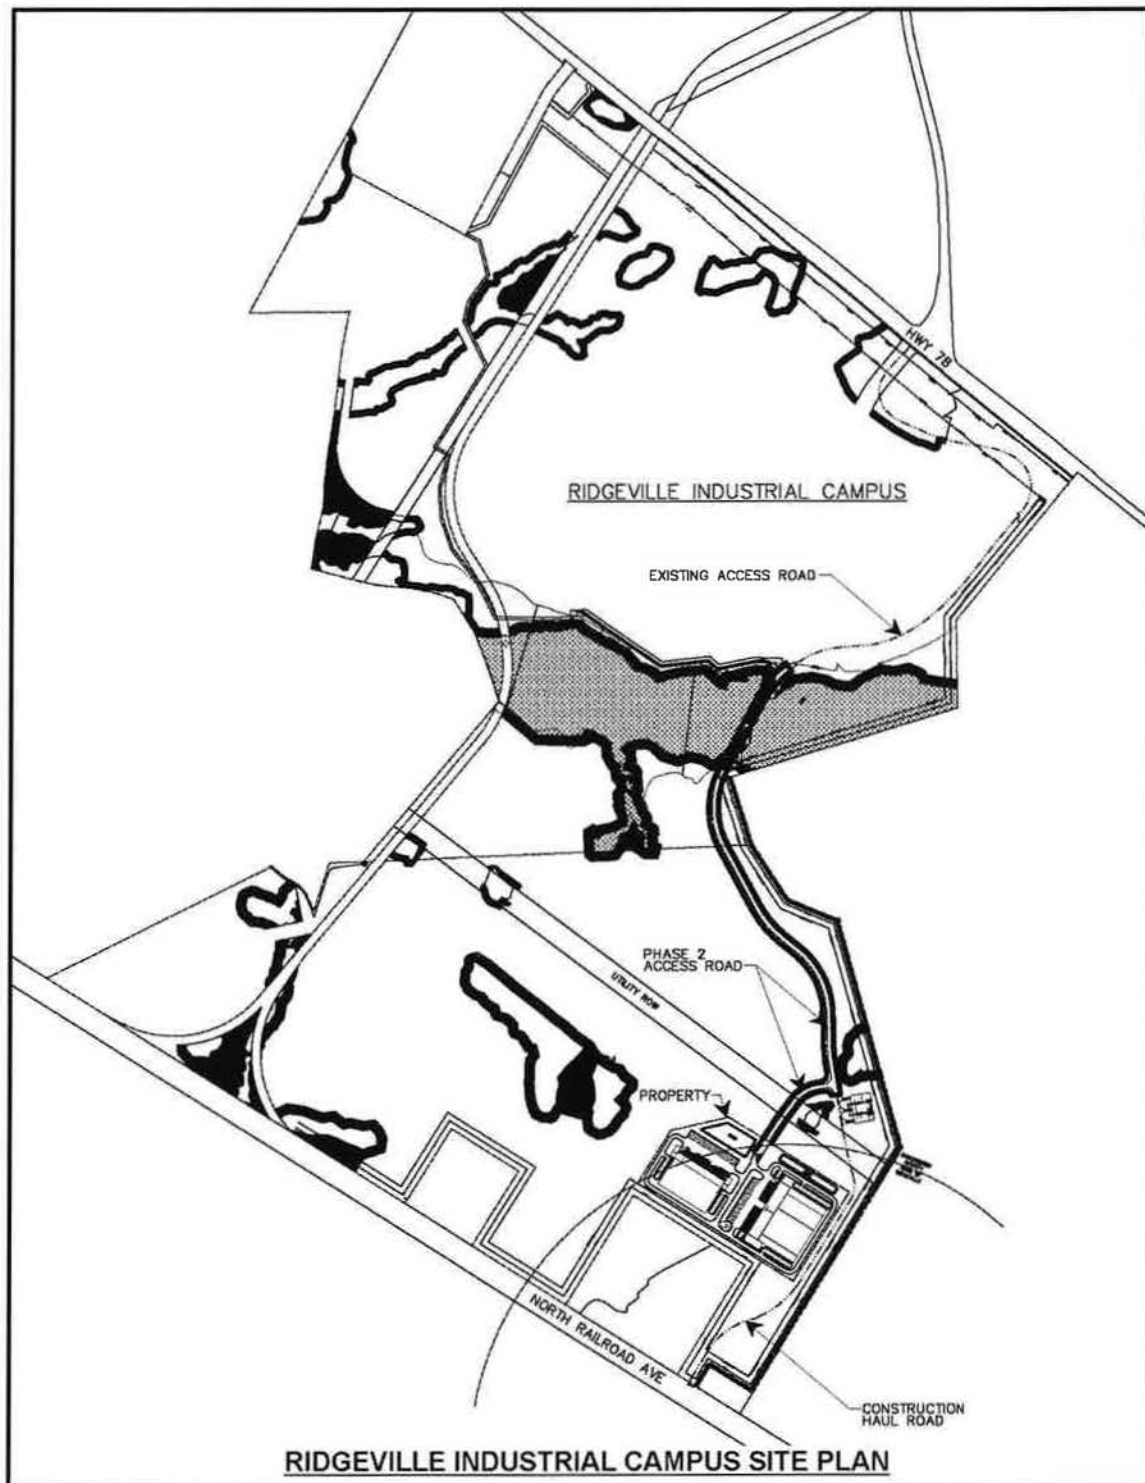 HWY 78
RIDGEVILLE INDUSTRIAL CAMPUS
EXISTING ACCESS ROAD
PHASE 2
ACCESS ROAD
UTILITY ROW
PROPERTY
NORTH RAILROAD AVE
CONSTRUCTION
HAUL ROAD
RIDGEVILLE INDUSTRIAL CAMPUS SITE PLAN